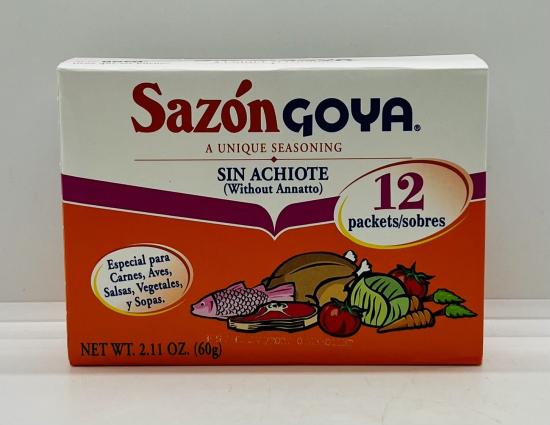 Sazón GOYA®
A UNIQUE SEASONING
SIN ACHIOTE
(Without Annatto)
12
packets/sobres
Especial para
Carnes, Aves,
Salsas, Vegetales,
y Sopas.
NET WT. 2.11 OZ. (60g)